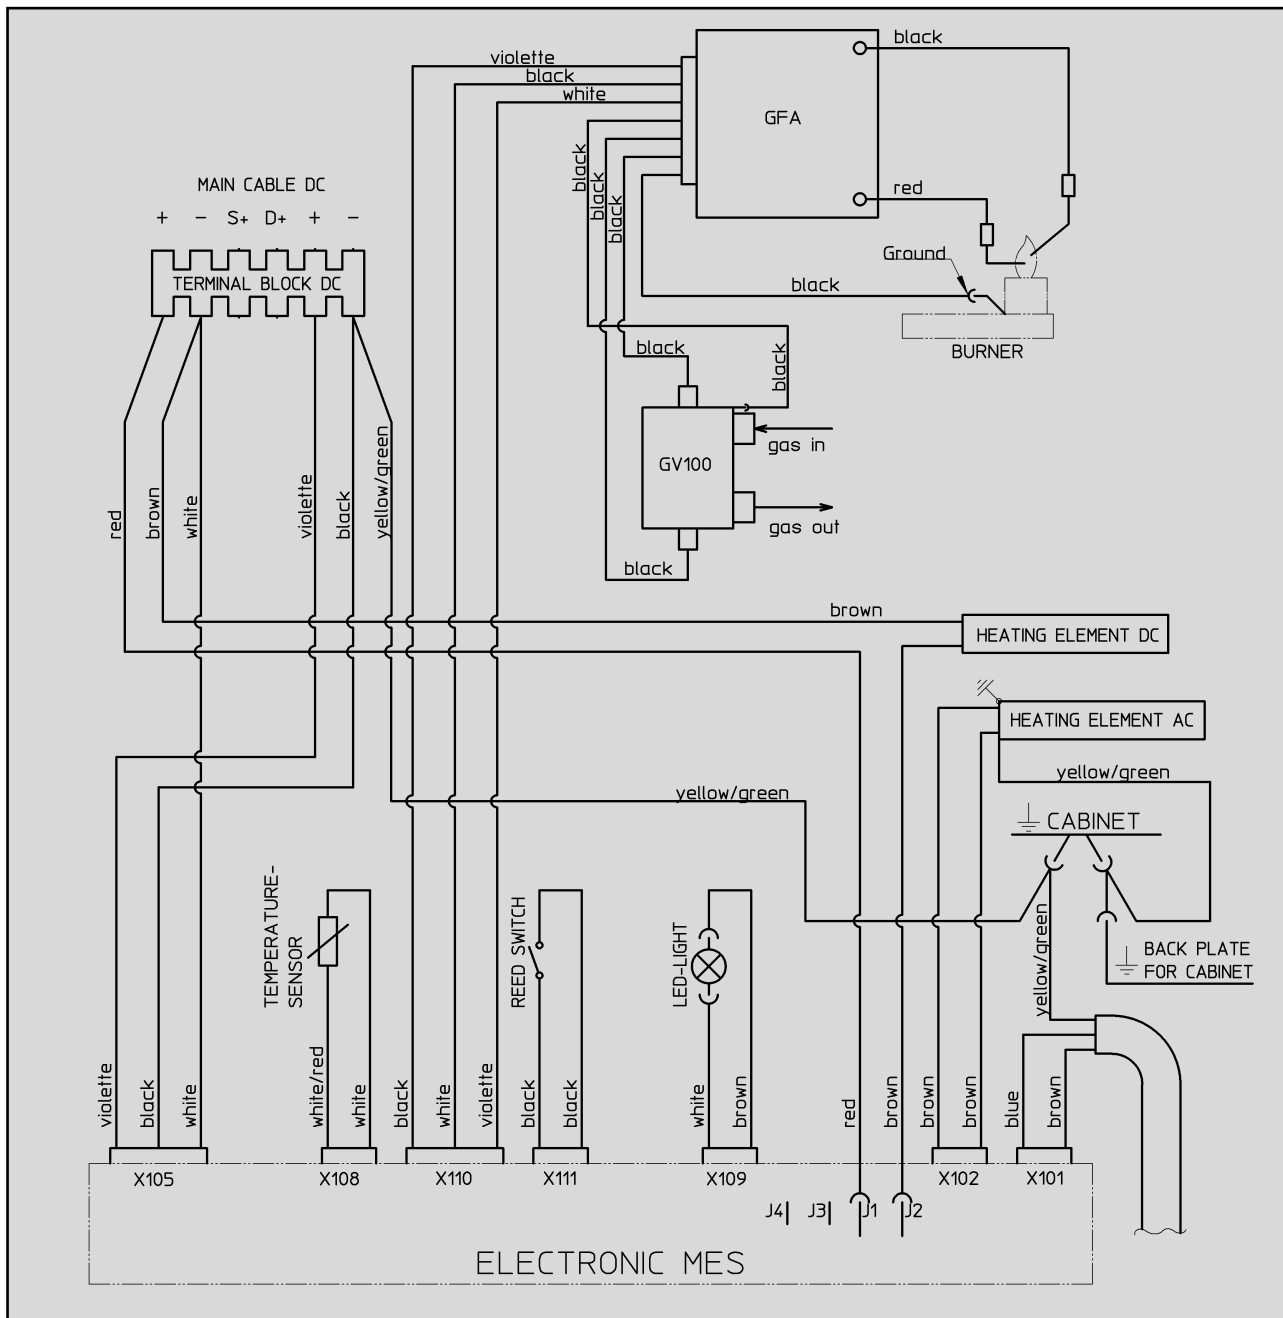 violette
black
black
white
GFA
MAIN CABLE DC
+ – S+ D+ + –
TERMINAL BLOCK DC
black
black
black
red
Ground
black
BURNER
black
black
gas in
GV100
gas out
black
red
brown
white
violette
black
yellow/green
brown
HEATING ELEMENT DC
HEATING ELEMENT AC
yellow/green
yellow/green
CABINET
TEMPERATURE-
SENSOR
REED SWITCH
LED-LIGHT
yellow/green
BACK PLATE
FOR CABINET
violette
black
white
white/red
white
black
white
violette
black
black
white
brown
red
brown
brown
brown
blue
brown
X105
X108
X110
X111
X109
X102
X101
J4
J3
J1
J2
ELECTRONIC MES